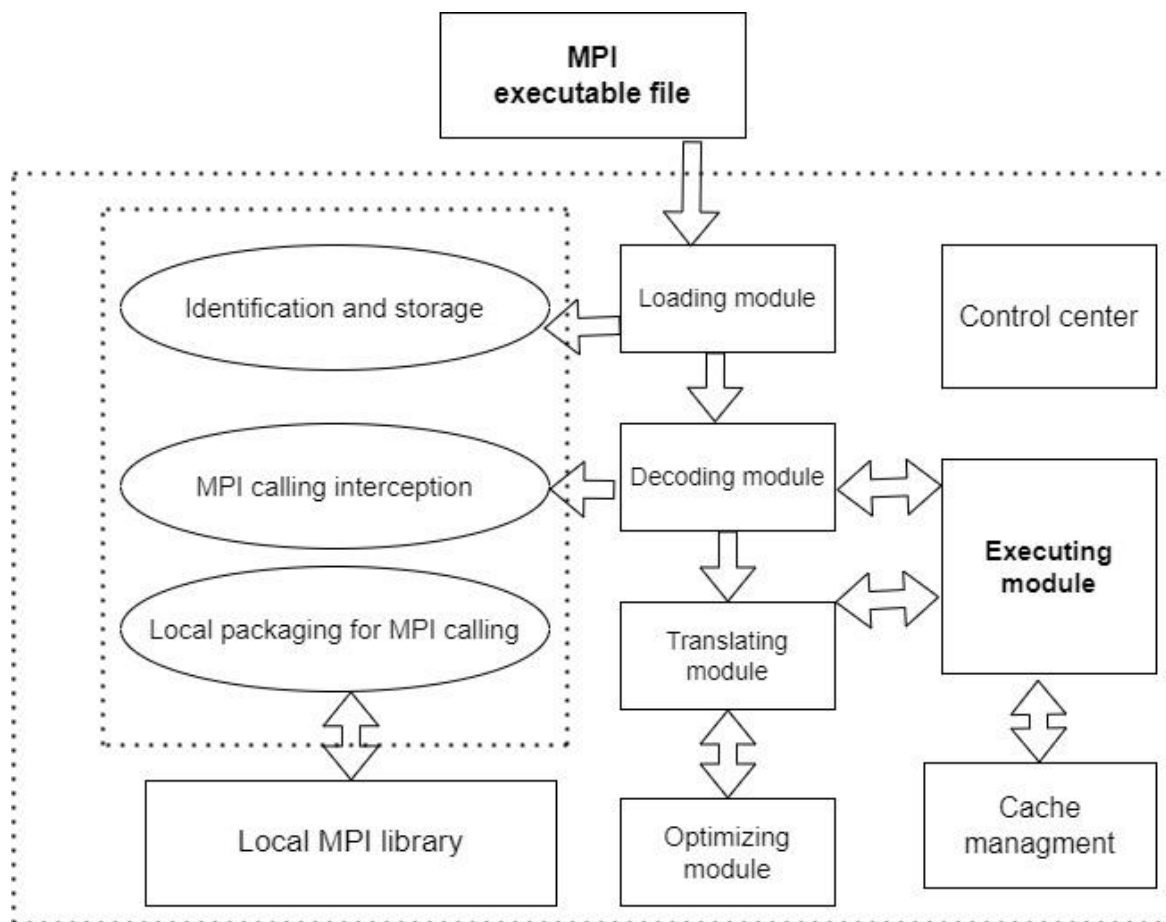 MPI
executable file
Identification and storage
Loading module
Control center
MPI calling interception
Decoding module
Executing
module
Local packaging for MPI calling
Translating
module
Local MPI library
Optimizing
module
Cache
managment